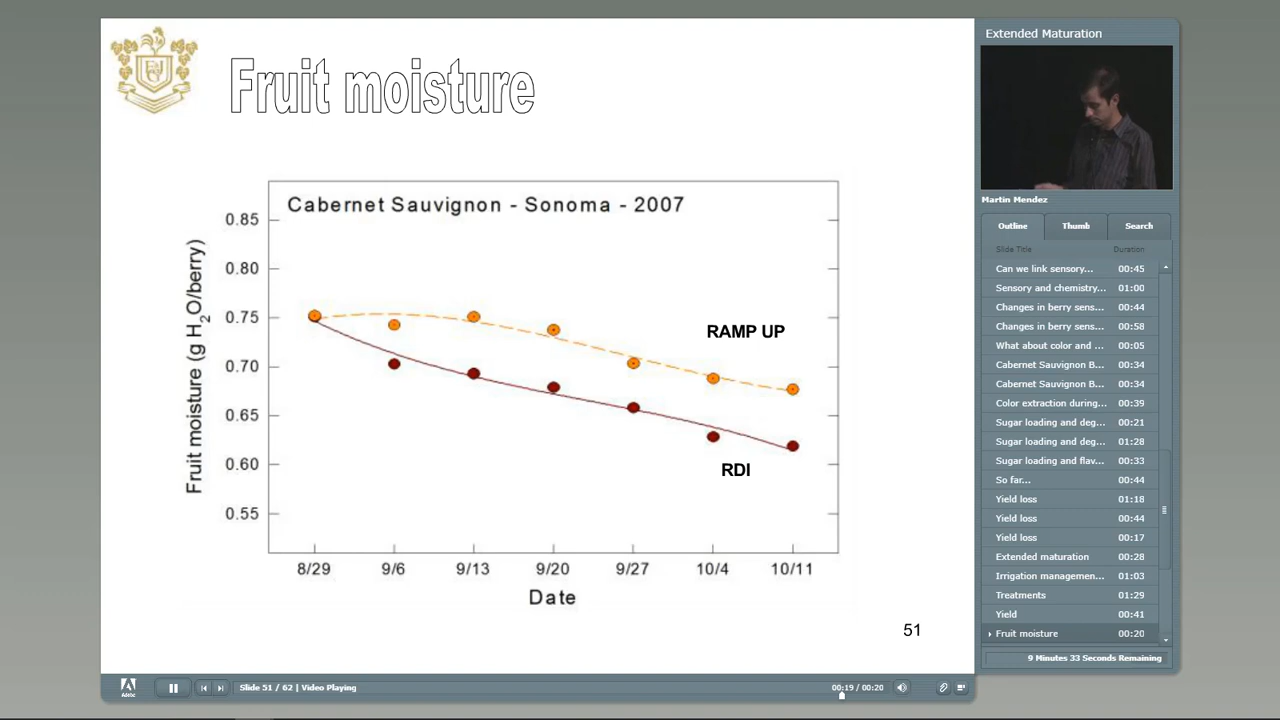 Fruit moisture
Cabernet Sauvignon - Sonoma - 2007
Fruit moisture (g H2O/berry)
0.85
0.80
0.75
0.70
0.65
0.60
0.55
RAMP UP
RDI
8/29 9/6 9/13 9/20 9/27 10/4 10/11
Date
51
Extended Maturation
Martin Mendez
Outline Thumb Search
Slide Title Duration
Can we link sensory... 00:45
Sensory and chemistry... 01:00
Changes in berry sens... 00:44
Changes in berry sens... 00:58
What about color and ... 00:05
Cabernet Sauvignon B... 00:34
Cabernet Sauvignon B... 00:34
Color extraction during... 00:39
Sugar loading and deg... 00:21
Sugar loading and deg... 01:28
Sugar loading and flav... 00:33
So far... 00:44
Yield loss 01:18
Yield loss 00:44
Yield loss 00:17
Extended maturation 00:28
Irrigation managemen... 01:03
Treatments 01:29
Yield 00:41
Fruit moisture 00:20
9 Minutes 33 Seconds Remaining
Adobe
Slide 51 / 62 | Video Playing
00:19 / 00:20